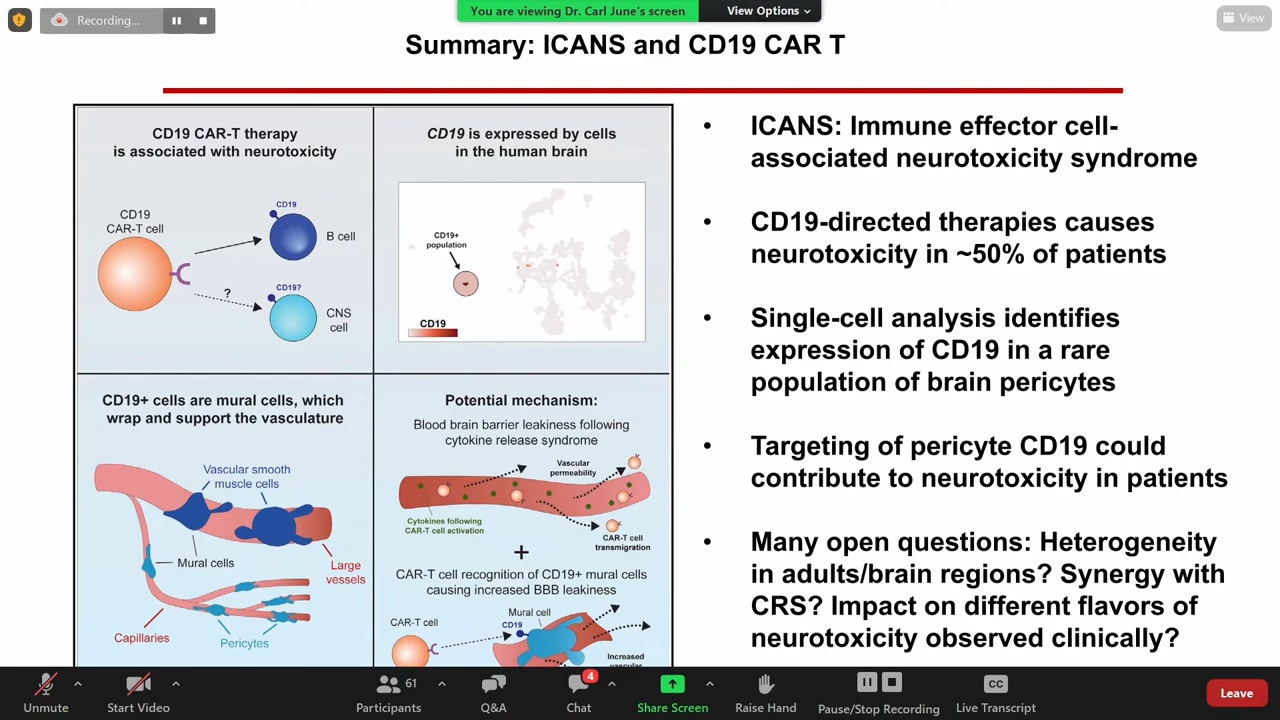 Recording...
You are viewing Dr. Carl June's screen
View Options
View
Summary: ICANS and CD19 CAR T
CD19 CAR-T therapy
is associated with neurotoxicity
CD19
CAR-T cell
CD19
B cell
?
CD19?
CNS
cell
CD19 is expressed by cells
in the human brain
CD19+
population
CD19
CD19+ cells are mural cells, which
wrap and support the vasculature
Vascular smooth
muscle cells
Mural cells
Large
vessels
Capillaries
Pericytes
Potential mechanism:
Blood brain barrier leakiness following
cytokine release syndrome
Vascular
permeability
Cytokines following
CAR-T cell activation
CAR-T cell
transmigration
+
CAR-T cell recognition of CD19+ mural cells
causing increased BBB leakiness
Mural cell
CAR-T cell
CD19
Increased
vascular
• ICANS: Immune effector cell-
associated neurotoxicity syndrome
• CD19-directed therapies causes
neurotoxicity in ~50% of patients
• Single-cell analysis identifies
expression of CD19 in a rare
population of brain pericytes
• Targeting of pericyte CD19 could
contribute to neurotoxicity in patients
• Many open questions: Heterogeneity
in adults/brain regions? Synergy with
CRS? Impact on different flavors of
neurotoxicity observed clinically?
Unmute
Start Video
61
Participants
Q&A
4
Chat
Share Screen
Raise Hand
Pause/Stop Recording
CC
Live Transcript
Leave